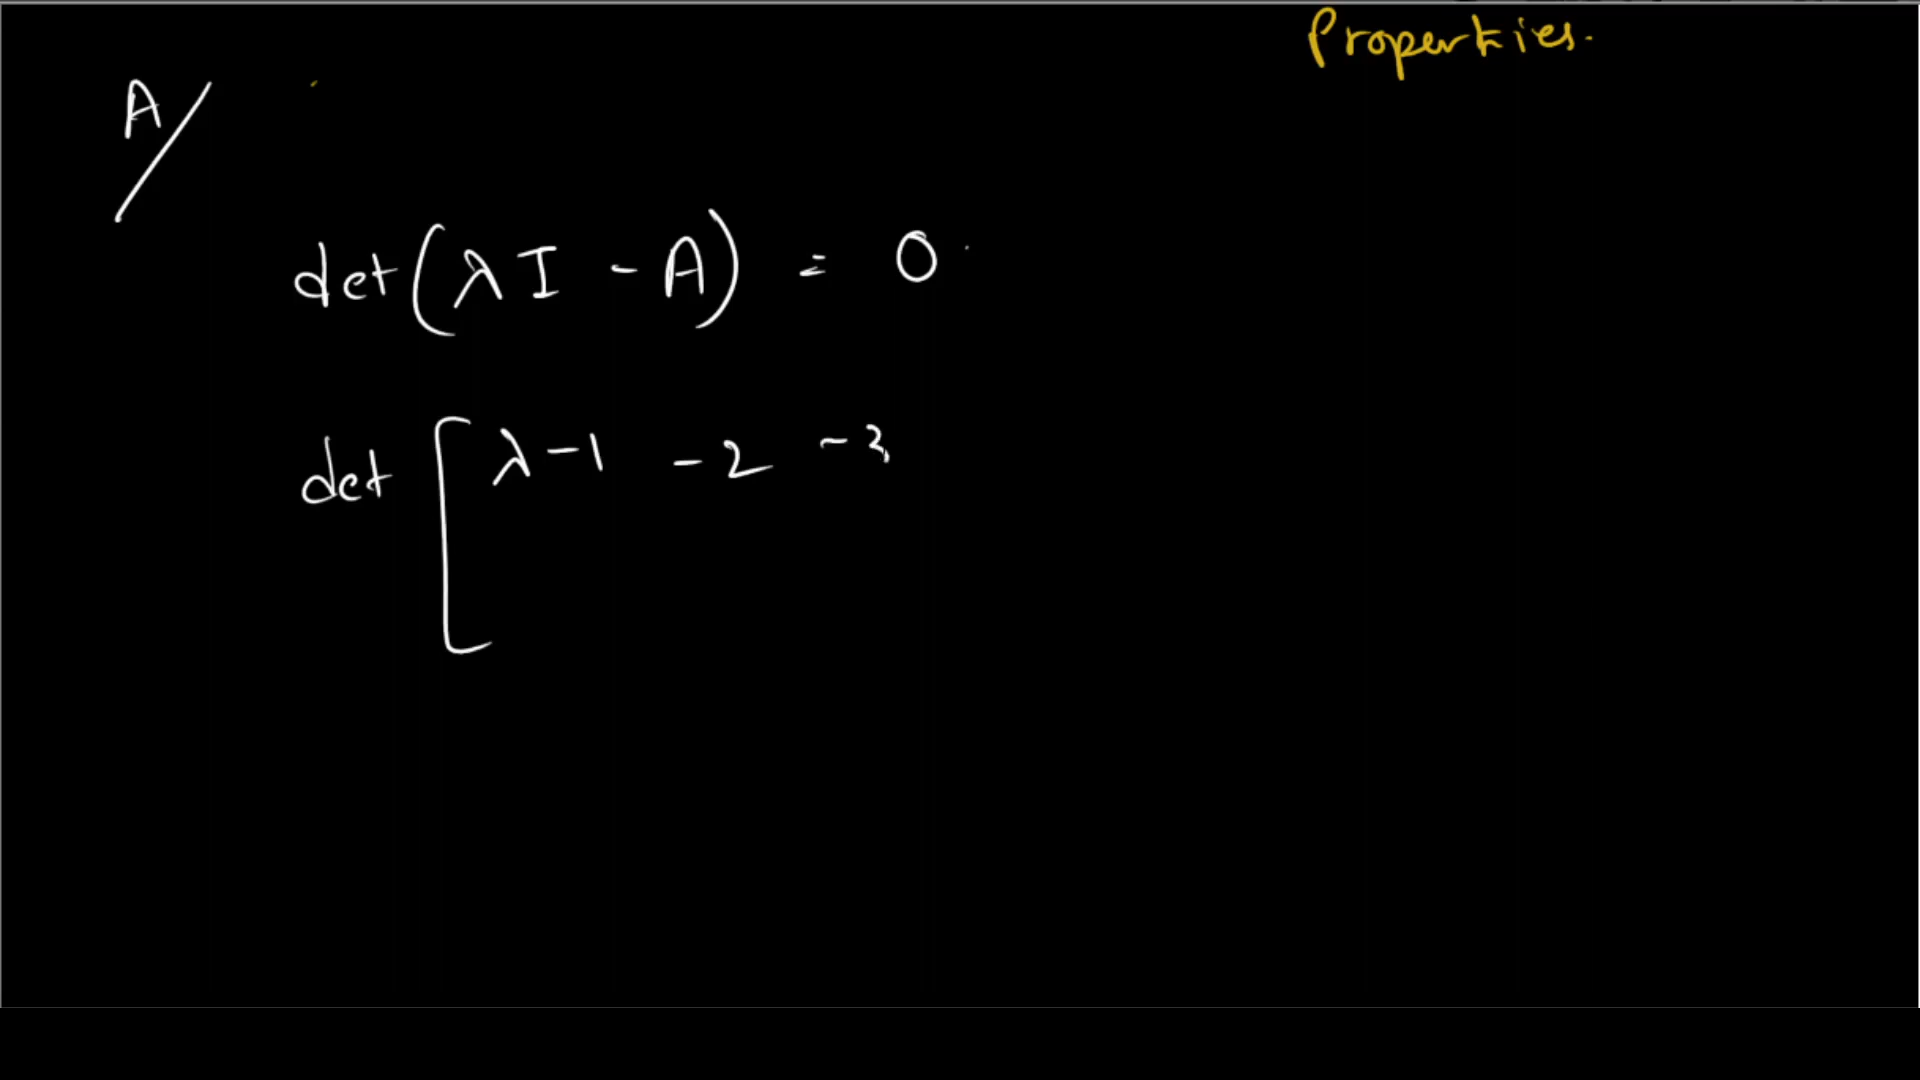 Properties.
A/
det(λI - A) = 0
det [ λ-1 -2 -3